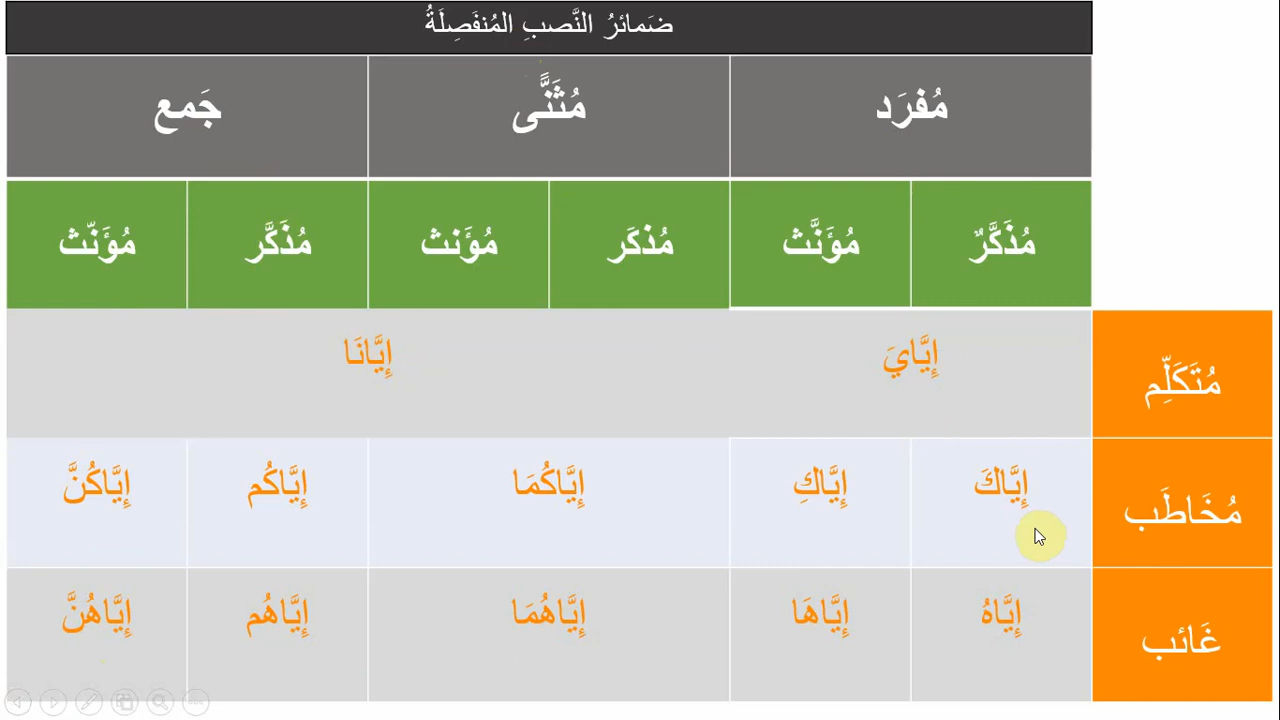 ضَمائرُ النَّصبِ المُنفَصِلَةُ
مُفرَد مُثَنًّى جَمع
مُذَكَّرٌ مُؤَنَّث مُذكَر مُؤَنث مُذَكَّر مُؤَنّث
مُتَكَلِّم إِيَّايَ إِيَّانَا
مُخَاطَب إِيَّاكَ إِيَّاكِ إِيَّاكُمَا إِيَّاكُم إِيَّاكُنَّ
غَائب إِيَّاهُ إِيَّاهَا إِيَّاهُمَا إِيَّاهُم إِيَّاهُنَّ